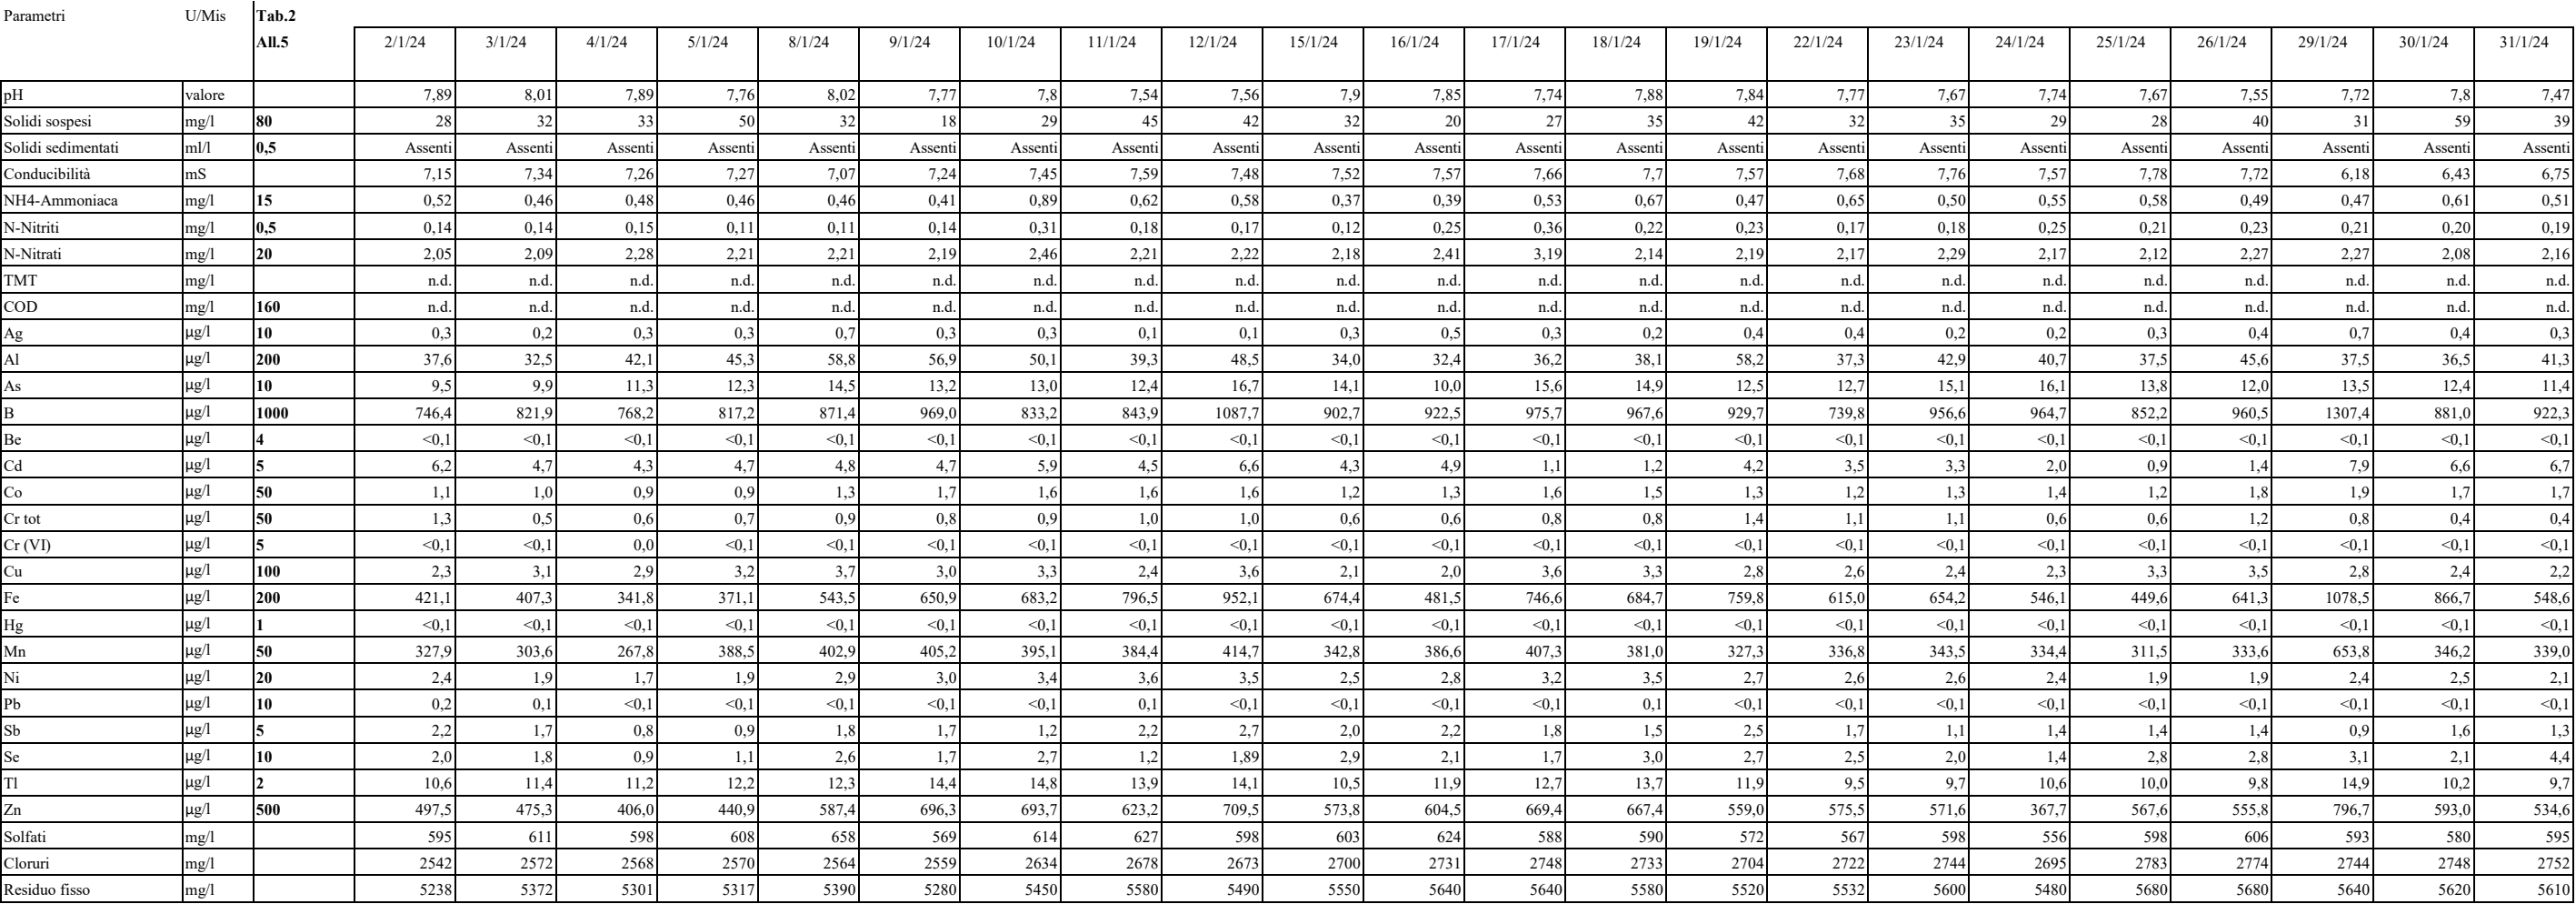 Parametri U/Mis Tab.2
All.5 2/1/24 3/1/24 4/1/24 5/1/24 8/1/24 9/1/24 10/1/24 11/1/24 12/1/24 15/1/24 16/1/24 17/1/24 18/1/24 19/1/24 22/1/24 23/1/24 24/1/24 25/1/24 26/1/24 29/1/24 30/1/24 31/1/24
pH valore 7,89 8,01 7,89 7,76 8,02 7,77 7,8 7,54 7,56 7,9 7,85 7,74 7,88 7,84 7,77 7,67 7,74 7,67 7,55 7,72 7,8 7,47
Solidi sospesi mg/l 80 28 32 33 50 32 18 29 45 42 32 20 27 35 42 32 35 29 28 40 31 59 39
Solidi sedimentati ml/l 0,5 Assenti Assenti Assenti Assenti Assenti Assenti Assenti Assenti Assenti Assenti Assenti Assenti Assenti Assenti Assenti Assenti Assenti Assenti Assenti Assenti Assenti Assenti
Conducibilità mS 7,15 7,34 7,26 7,27 7,07 7,24 7,45 7,59 7,48 7,52 7,57 7,66 7,7 7,57 7,68 7,76 7,57 7,78 7,72 6,18 6,43 6,75
NH4-Ammoniaca mg/l 15 0,52 0,46 0,48 0,46 0,46 0,41 0,89 0,62 0,58 0,37 0,39 0,53 0,67 0,47 0,65 0,50 0,55 0,58 0,49 0,47 0,61 0,51
N-Nitriti mg/l 0,5 0,14 0,14 0,15 0,11 0,11 0,14 0,31 0,18 0,17 0,12 0,25 0,36 0,22 0,23 0,17 0,18 0,25 0,21 0,23 0,21 0,20 0,19
N-Nitrati mg/l 20 2,05 2,09 2,28 2,21 2,21 2,19 2,46 2,21 2,22 2,18 2,41 3,19 2,14 2,19 2,17 2,29 2,17 2,12 2,27 2,27 2,08 2,16
TMT mg/l n.d. n.d. n.d. n.d. n.d. n.d. n.d. n.d. n.d. n.d. n.d. n.d. n.d. n.d. n.d. n.d. n.d. n.d. n.d. n.d. n.d. n.d.
COD mg/l 160 n.d. n.d. n.d. n.d. n.d. n.d. n.d. n.d. n.d. n.d. n.d. n.d. n.d. n.d. n.d. n.d. n.d. n.d. n.d. n.d. n.d. n.d.
Ag µg/l 10 0,3 0,2 0,3 0,3 0,7 0,3 0,3 0,1 0,1 0,3 0,5 0,3 0,2 0,4 0,4 0,2 0,2 0,3 0,4 0,7 0,4 0,3
Al µg/l 200 37,6 32,5 42,1 45,3 58,8 56,9 50,1 39,3 48,5 34,0 32,4 36,2 38,1 58,2 37,3 42,9 40,7 37,5 45,6 37,5 36,5 41,3
As µg/l 10 9,5 9,9 11,3 12,3 14,5 13,2 13,0 12,4 16,7 14,1 10,0 15,6 14,9 12,5 12,7 15,1 16,1 13,8 12,0 13,5 12,4 11,4
B µg/l 1000 746,4 821,9 768,2 817,2 871,4 969,0 833,2 843,9 1087,7 902,7 922,5 975,7 967,6 929,7 739,8 956,6 964,7 852,2 960,5 1307,4 881,0 922,3
Be µg/l 4 <0,1 <0,1 <0,1 <0,1 <0,1 <0,1 <0,1 <0,1 <0,1 <0,1 <0,1 <0,1 <0,1 <0,1 <0,1 <0,1 <0,1 <0,1 <0,1 <0,1 <0,1 <0,1
Cd µg/l 5 6,2 4,7 4,3 4,7 4,8 4,7 5,9 4,5 6,6 4,3 4,9 1,1 1,2 4,2 3,5 3,3 2,0 0,9 1,4 7,9 6,6 6,7
Co µg/l 50 1,1 1,0 0,9 0,9 1,3 1,7 1,6 1,6 1,6 1,2 1,3 1,6 1,5 1,3 1,2 1,3 1,4 1,2 1,8 1,9 1,7 1,7
Cr tot µg/l 50 1,3 0,5 0,6 0,7 0,9 0,8 0,9 1,0 1,0 0,6 0,6 0,8 0,8 1,4 1,1 1,1 0,6 0,6 1,2 0,8 0,4 0,4
Cr (VI) µg/l 5 <0,1 <0,1 0,0 <0,1 <0,1 <0,1 <0,1 <0,1 <0,1 <0,1 <0,1 <0,1 <0,1 <0,1 <0,1 <0,1 <0,1 <0,1 <0,1 <0,1 <0,1 <0,1
Cu µg/l 100 2,3 3,1 2,9 3,2 3,7 3,0 3,3 2,4 3,6 2,1 2,0 3,6 3,3 2,8 2,6 2,4 2,3 3,3 3,5 2,8 2,4 2,2
Fe µg/l 200 421,1 407,3 341,8 371,1 543,5 650,9 683,2 796,5 952,1 674,4 481,5 746,6 684,7 759,8 615,0 654,2 546,1 449,6 641,3 1078,5 866,7 548,6
Hg µg/l 1 <0,1 <0,1 <0,1 <0,1 <0,1 <0,1 <0,1 <0,1 <0,1 <0,1 <0,1 <0,1 <0,1 <0,1 <0,1 <0,1 <0,1 <0,1 <0,1 <0,1 <0,1 <0,1
Mn µg/l 50 327,9 303,6 267,8 388,5 402,9 405,2 395,1 384,4 414,7 342,8 386,6 407,3 381,0 327,3 336,8 343,5 334,4 311,5 333,6 653,8 346,2 339,0
Ni µg/l 20 2,4 1,9 1,7 1,9 2,9 3,0 3,4 3,6 3,5 2,5 2,8 3,2 3,5 2,7 2,6 2,6 2,4 1,9 1,9 2,4 2,5 2,1
Pb µg/l 10 0,2 0,1 <0,1 <0,1 <0,1 <0,1 <0,1 0,1 <0,1 <0,1 <0,1 <0,1 0,1 <0,1 <0,1 <0,1 <0,1 <0,1 <0,1 <0,1 <0,1 <0,1
Sb µg/l 5 2,2 1,7 0,8 0,9 1,8 1,7 1,2 2,2 2,7 2,0 2,2 1,8 1,5 2,5 1,7 1,1 1,4 1,4 1,4 0,9 1,6 1,3
Se µg/l 10 2,0 1,8 0,9 1,1 2,6 1,7 2,7 1,2 1,89 2,9 2,1 1,7 3,0 2,7 2,5 2,0 1,4 2,8 2,8 3,1 2,1 4,4
Tl µg/l 2 10,6 11,4 11,2 12,2 12,3 14,4 14,8 13,9 14,1 10,5 11,9 12,7 13,7 11,9 9,5 9,7 10,6 10,0 9,8 14,9 10,2 9,7
Zn µg/l 500 497,5 475,3 406,0 440,9 587,4 696,3 693,7 623,2 709,5 573,8 604,5 669,4 667,4 559,0 575,5 571,6 367,7 567,6 555,8 796,7 593,0 534,6
Solfati mg/l 595 611 598 608 658 569 614 627 598 603 624 588 590 572 567 598 556 598 606 593 580 595
Cloruri mg/l 2542 2572 2568 2570 2564 2559 2634 2678 2673 2700 2731 2748 2733 2704 2722 2744 2695 2783 2774 2744 2748 2752
Residuo fisso mg/l 5238 5372 5301 5317 5390 5280 5450 5580 5490 5550 5640 5640 5580 5520 5532 5600 5480 5680 5680 5640 5620 5610